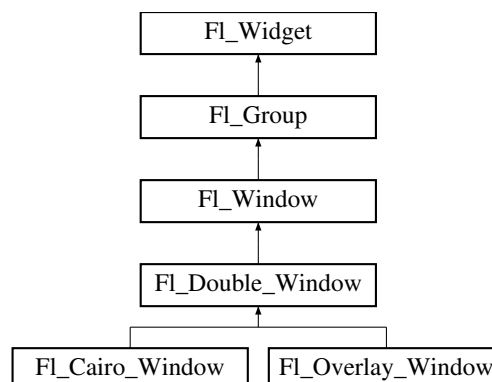 Fl_Widget
Fl_Group
Fl_Window
Fl_Double_Window
Fl_Cairo_Window
Fl_Overlay_Window